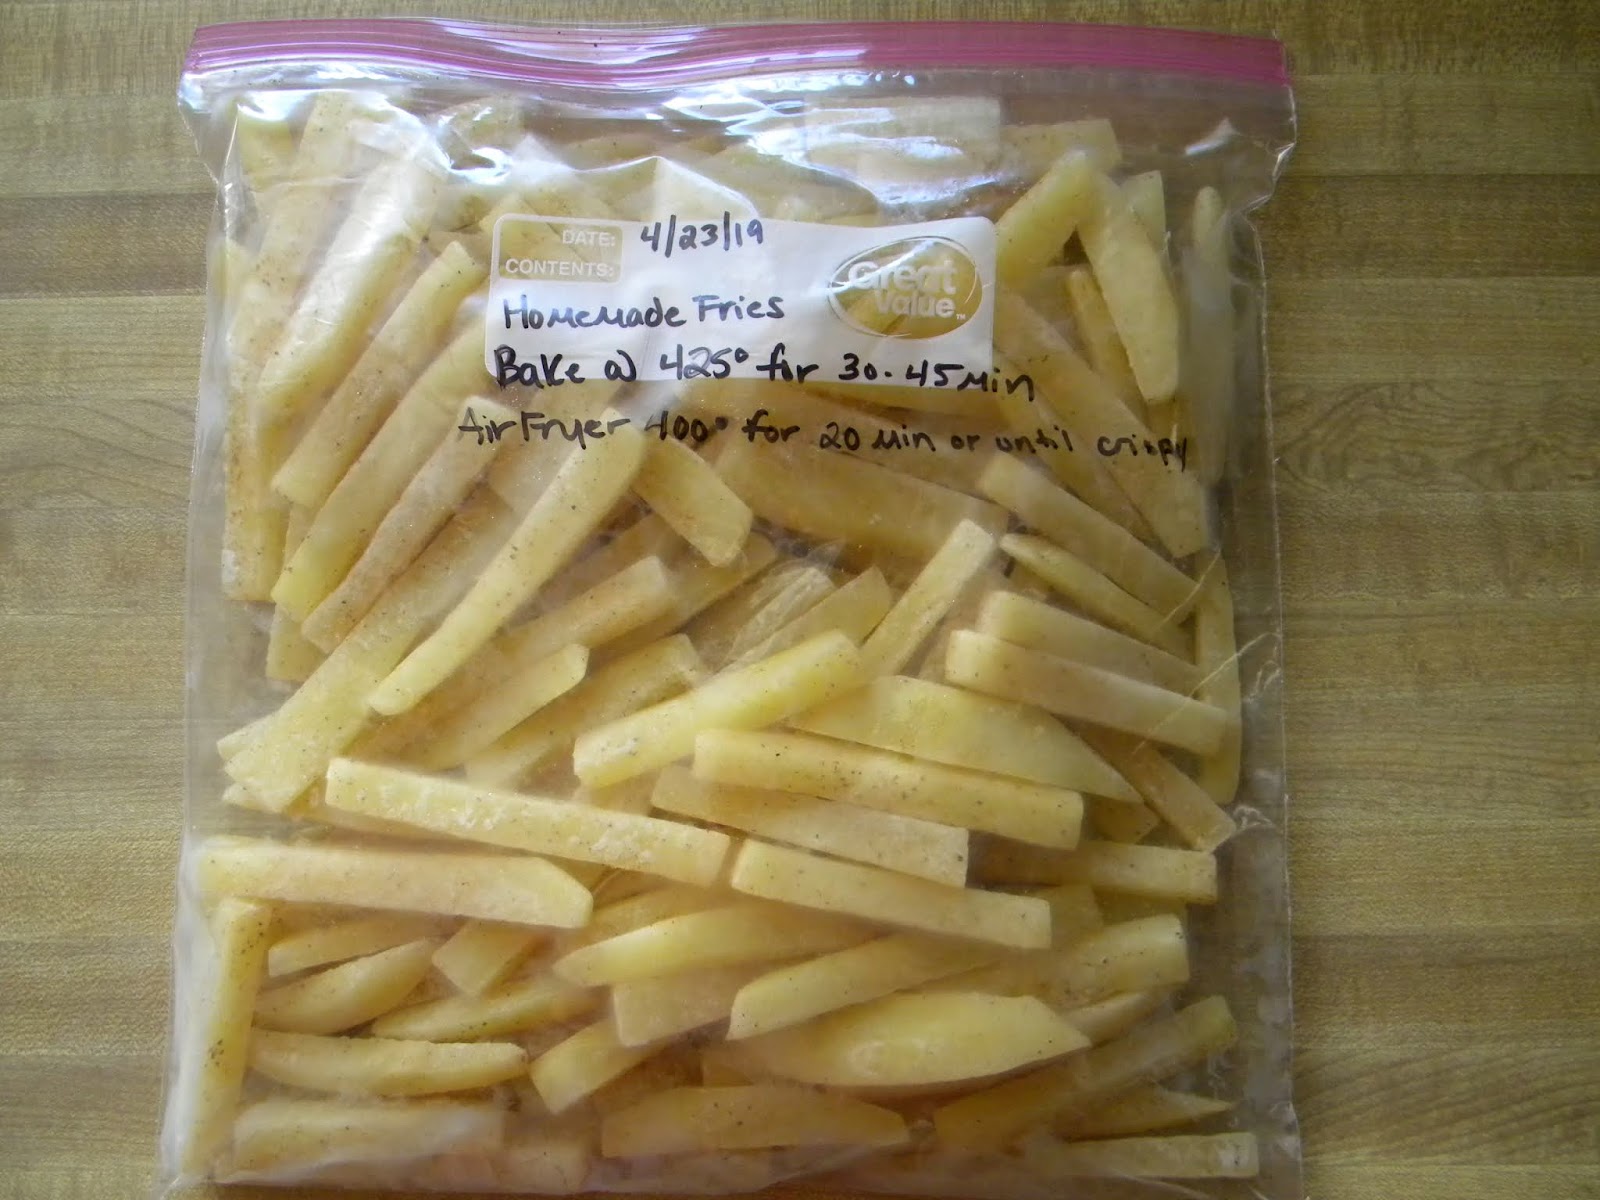 DATE: 4/23/19
CONTENTS:
Great
Value™
Homemade Fries
Bake @ 425° for 30-45 Min
Air Fryer 400° for 20 Min or until crispy